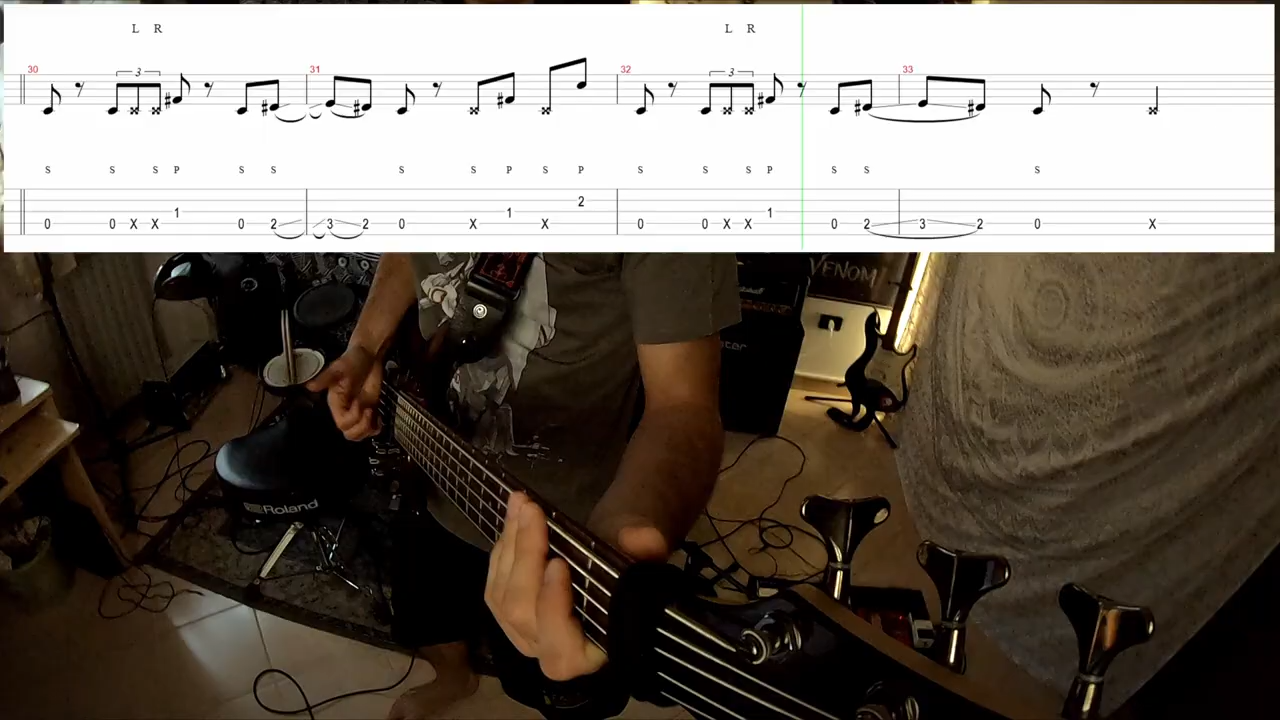 L R L R
30 3 31 32 3 33
S S S P S S S S P S P S S S P S S S
0 0 X X 1 0 2 3 2 0 X 1 X 2 0 0 X X 1 0 2 3 2 0 X
VENOM
Roland